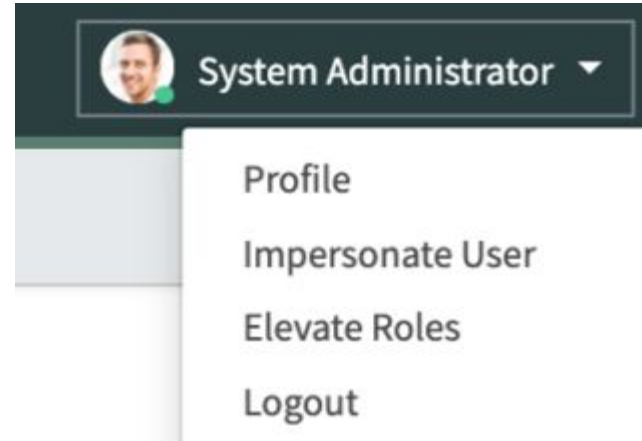 System Administrator
Profile
Impersonate User
Elevate Roles
Logout